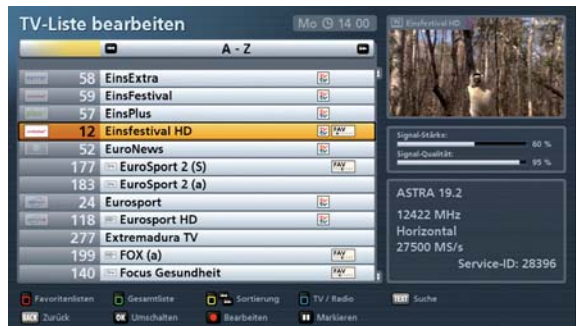 TV-Liste bearbeiten
Mo 14 00
Einsfestival HD
A - Z
58 EinsExtra
59 EinsFestival
57 EinsPlus
12 Einsfestival HD FAV
52 EuroNews
177 EuroSport 2 (S) FAV
183 EuroSport 2 (a)
24 Eurosport
118 Eurosport HD
277 Extremadura TV
199 FOX (a) FAV
140 Focus Gesundheit FAV
Signal-Stärke:
60 %
Signal-Qualität:
95 %
ASTRA 19.2
12422 MHz
Horizontal
27500 MS/s
Service-ID: 28396
Favoritenlisten Gesamtliste Sortierung TV / Radio TEXT Suche
BACK Zurück OK Umschalten Bearbeiten Markieren